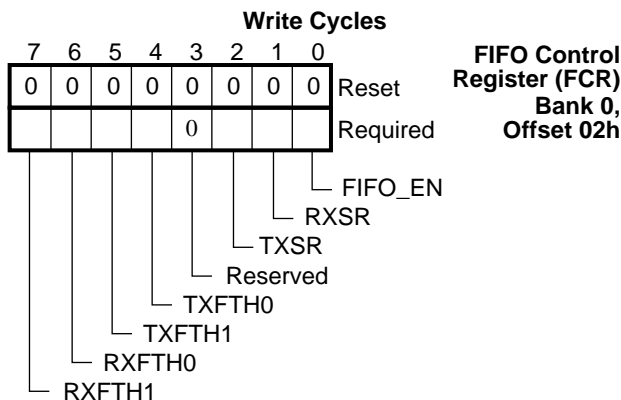 Write Cycles
7 6 5 4 3 2 1 0
FIFO Control
Register (FCR)
Bank 0,
Offset 02h
0 0 0 0 0 0 0 0 Reset
0 Required
FIFO_EN
RXSR
TXSR
Reserved
TXFTH0
TXFTH1
RXFTH0
RXFTH1